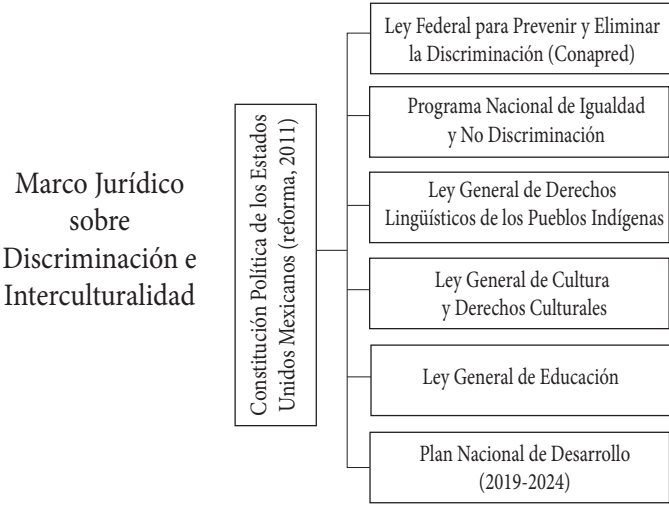 Marco Jurídico
sobre
Discriminación e
Interculturalidad
Constitución Política de los Estados
Unidos Mexicanos (reforma, 2011)
Ley Federal para Prevenir y Eliminar
la Discriminación (Conapred)
Programa Nacional de Igualdad
y No Discriminación
Ley General de Derechos
Lingüísticos de los Pueblos Indígenas
Ley General de Cultura
y Derechos Culturales
Ley General de Educación
Plan Nacional de Desarrollo
(2019-2024)